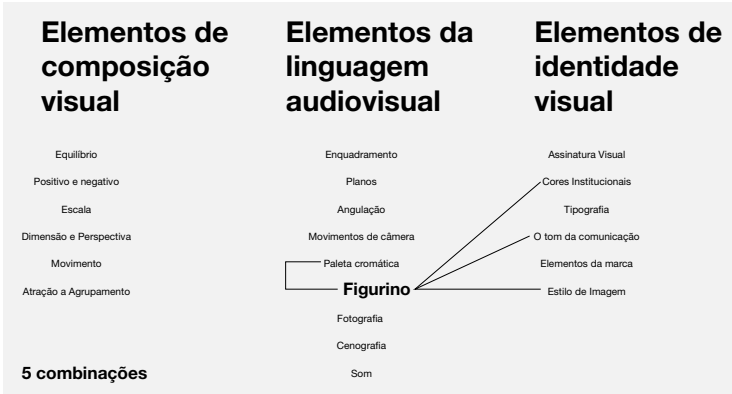 Elementos de
composição
visual
Equilíbrio
Positivo e negativo
Escala
Dimensão e Perspectiva
Movimento
Atração a Agrupamento
5 combinações
Elementos da
linguagem
audiovisual
Enquadramento
Planos
Angulação
Movimentos de câmera
Paleta cromática
Figurino
Fotografia
Cenografia
Som
Elementos de
identidade
visual
Assinatura Visual
Cores Institucionais
Tipografia
O tom da comunicação
Elementos da marca
Estilo de Imagem